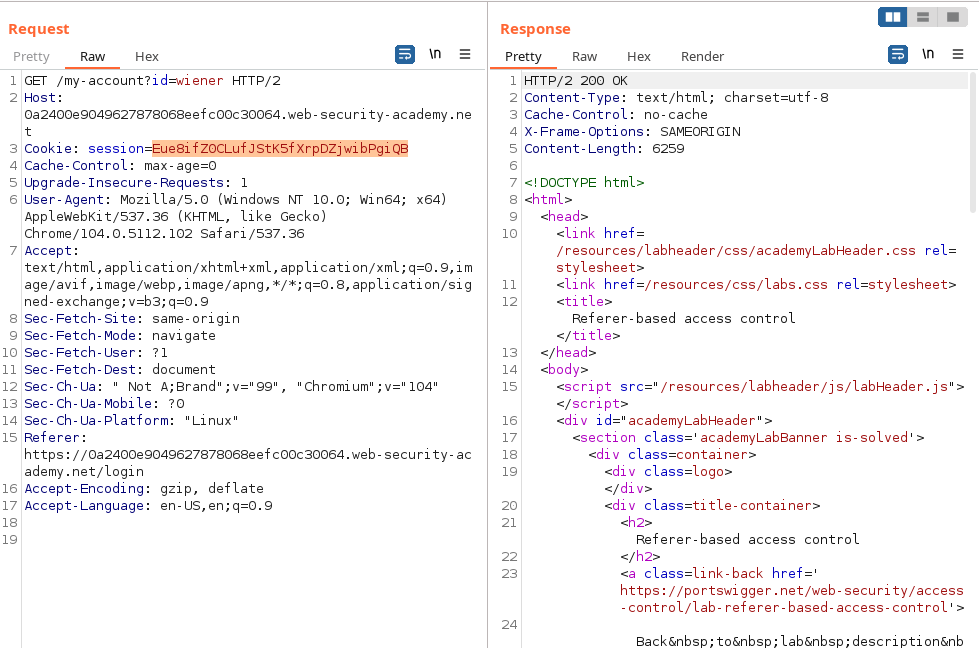 Request
Pretty Raw Hex \n
1 GET /my-account?id=wiener HTTP/2
2 Host:
0a2400e9049627878068eefc00c30064.web-security-academy.ne
t
3 Cookie: session=Eue8ifZ0CLufJStK5fXrpDZjwibPgiQB
4 Cache-Control: max-age=0
5 Upgrade-Insecure-Requests: 1
6 User-Agent: Mozilla/5.0 (Windows NT 10.0; Win64; x64)
AppleWebKit/537.36 (KHTML, like Gecko)
Chrome/104.0.5112.102 Safari/537.36
7 Accept:
text/html,application/xhtml+xml,application/xml;q=0.9,im
age/avif,image/webp,image/apng,*/*;q=0.8,application/sig
ned-exchange;v=b3;q=0.9
8 Sec-Fetch-Site: same-origin
9 Sec-Fetch-Mode: navigate
10 Sec-Fetch-User: ?1
11 Sec-Fetch-Dest: document
12 Sec-Ch-Ua: " Not A;Brand";v="99", "Chromium";v="104"
13 Sec-Ch-Ua-Mobile: ?0
14 Sec-Ch-Ua-Platform: "Linux"
15 Referer:
https://0a2400e9049627878068eefc00c30064.web-security-ac
ademy.net/login
16 Accept-Encoding: gzip, deflate
17 Accept-Language: en-US,en;q=0.9
18
19
Response
Pretty Raw Hex Render \n
1 HTTP/2 200 OK
2 Content-Type: text/html; charset=utf-8
3 Cache-Control: no-cache
4 X-Frame-Options: SAMEORIGIN
5 Content-Length: 6259
6
7 <!DOCTYPE html>
8 <html>
9 <head>
10 <link href=
/resources/labheader/css/academyLabHeader.css rel=
stylesheet>
11 <link href=/resources/css/labs.css rel=stylesheet>
12 <title>
Referer-based access control
</title>
13 </head>
14 <body>
15 <script src="/resources/labheader/js/labHeader.js">
</script>
16 <div id="academyLabHeader">
17 <section class='academyLabBanner is-solved'>
18 <div class=container>
19 <div class=logo>
</div>
20 <div class=title-container>
21 <h2>
Referer-based access control
22 </h2>
23 <a class=link-back href='
https://portswigger.net/web-security/access
-control/lab-referer-based-access-control'>
24
Back&nbsp;to&nbsp;lab&nbsp;description&nb